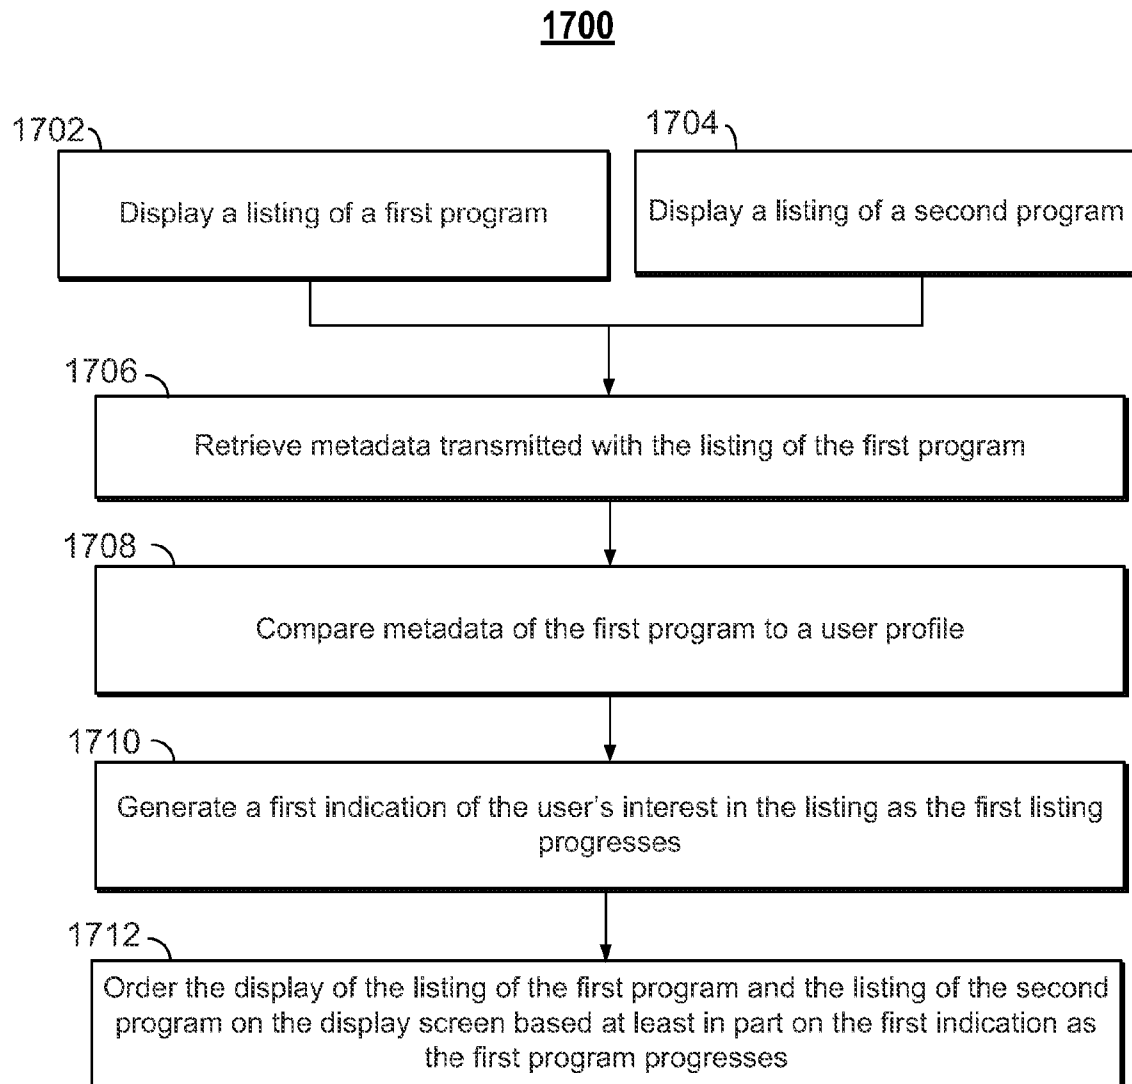 1700
1702
1704
Display a listing of a first program
Display a listing of a second program
1706
Retrieve metadata transmitted with the listing of the first program
1708
Compare metadata of the first program to a user profile
1710
Generate a first indication of the user's interest in the listing as the first listing
progresses
1712
Order the display of the listing of the first program and the listing of the second
program on the display screen based at least in part on the first indication as
the first program progresses